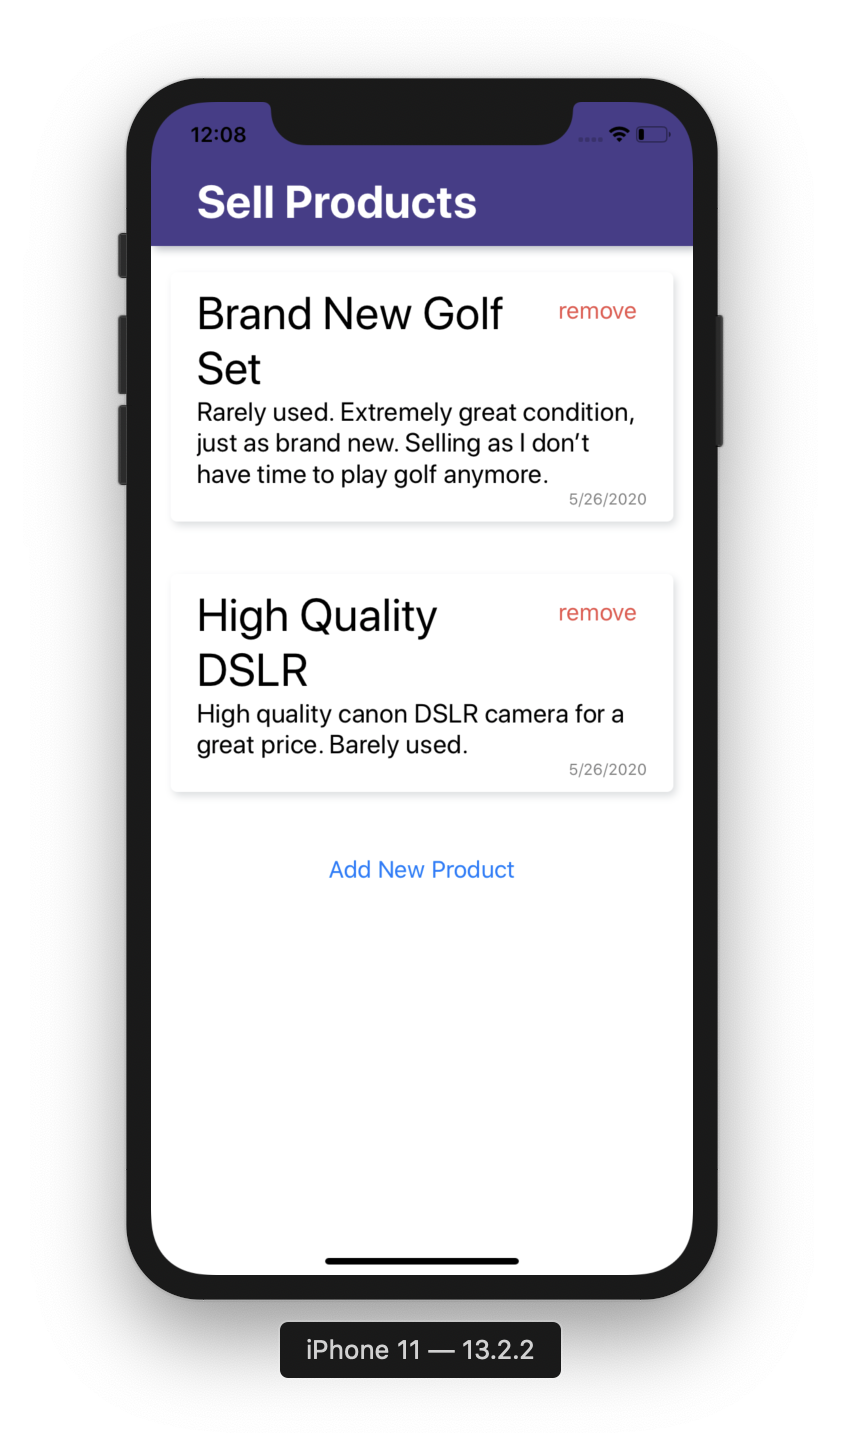 12:08
Sell Products
Brand New Golf
remove
Set
Rarely used. Extremely great condition,
just as brand new. Selling as I don’t
have time to play golf anymore.
5/26/2020
High Quality
remove
DSLR
High quality canon DSLR camera for a
great price. Barely used.
5/26/2020
Add New Product
iPhone 11 — 13.2.2